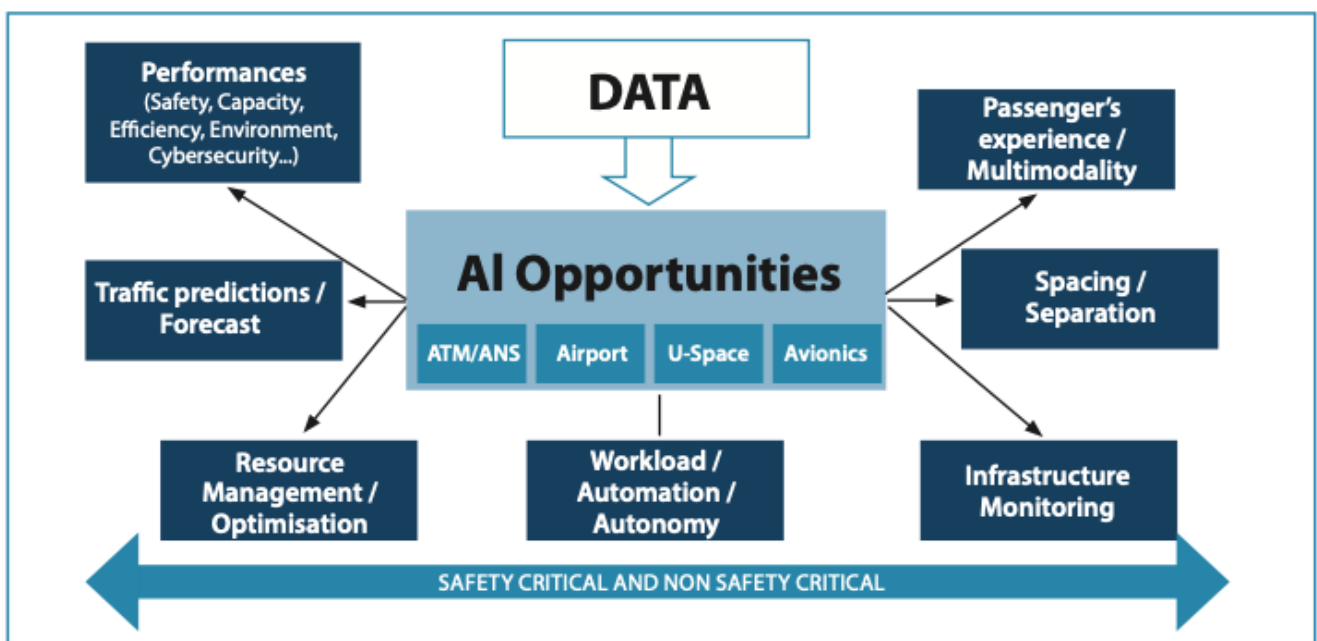 Performances
(Safety, Capacity,
Efficiency, Environment,
Cybersecurity...)
DATA
Passenger's
experience /
Multimodality
AI Opportunities
ATM/ANS
Airport
U-Space
Avionics
Traffic predictions /
Forecast
Spacing /
Separation
Resource
Management /
Optimisation
Workload /
Automation /
Autonomy
Infrastructure
Monitoring
SAFETY CRITICAL AND NON SAFETY CRITICAL